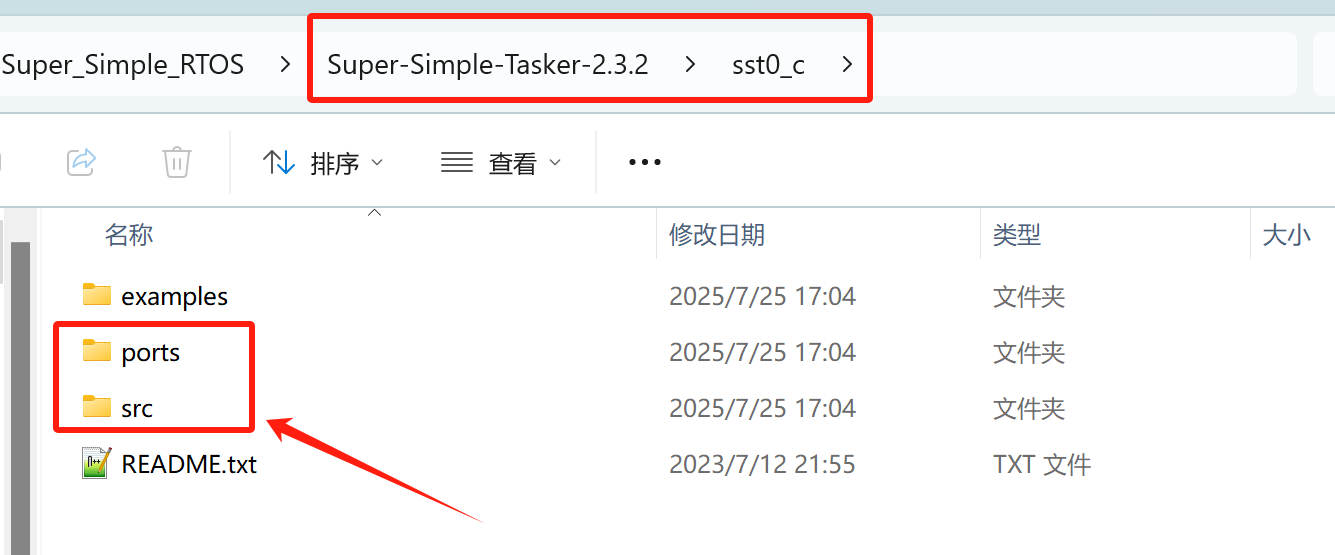 Super_Simple_RTOS > Super-Simple-Tasker-2.3.2 > sst0_c >
排序 查看
名称 修改日期 类型 大小
examples 2025/7/25 17:04 文件夹
ports 2025/7/25 17:04 文件夹
src 2025/7/25 17:04 文件夹
README.txt 2023/7/12 21:55 TXT 文件